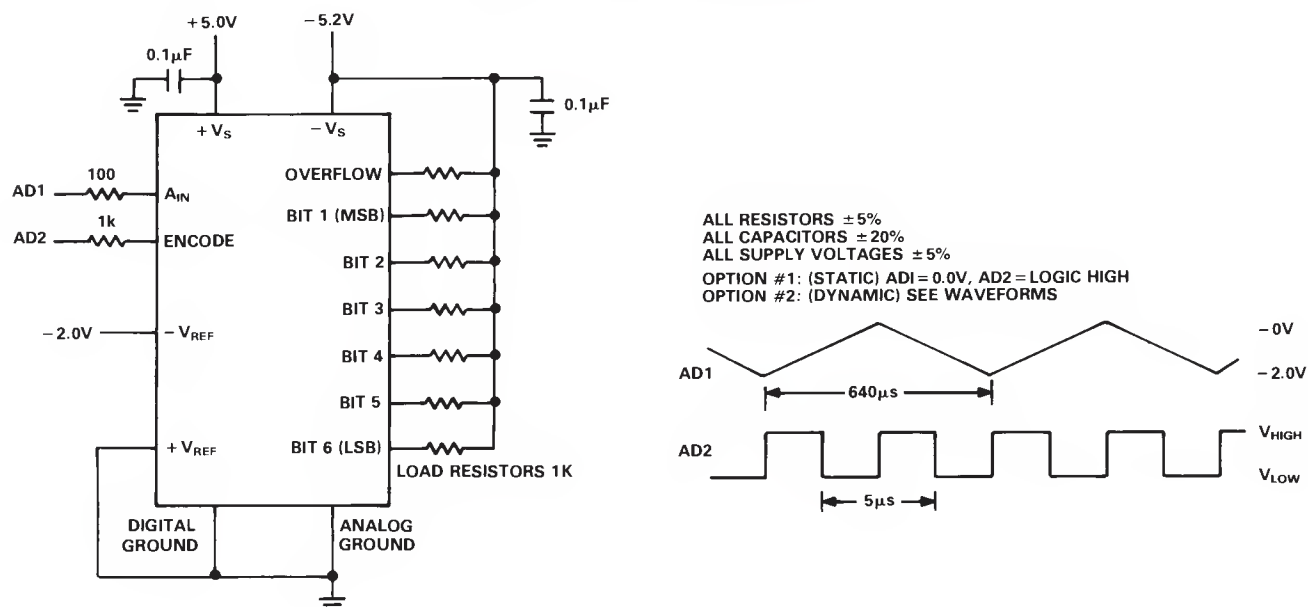 +5.0V
−5.2V
0.1μF
0.1μF
+VS
−VS
OVERFLOW
AD1
100
AIN
BIT 1 (MSB)
1k
AD2
ENCODE
BIT 2
BIT 3
−2.0V
−VREF
BIT 4
BIT 5
+VREF
BIT 6 (LSB)
LOAD RESISTORS 1K
DIGITAL
GROUND
ANALOG
GROUND
ALL RESISTORS ±5%
ALL CAPACITORS ±20%
ALL SUPPLY VOLTAGES ±5%
OPTION #1: (STATIC) ADI=0.0V, AD2=LOGIC HIGH
OPTION #2: (DYNAMIC) SEE WAVEFORMS
−0V
AD1
−2.0V
640μs
VHIGH
AD2
VLOW
5μs